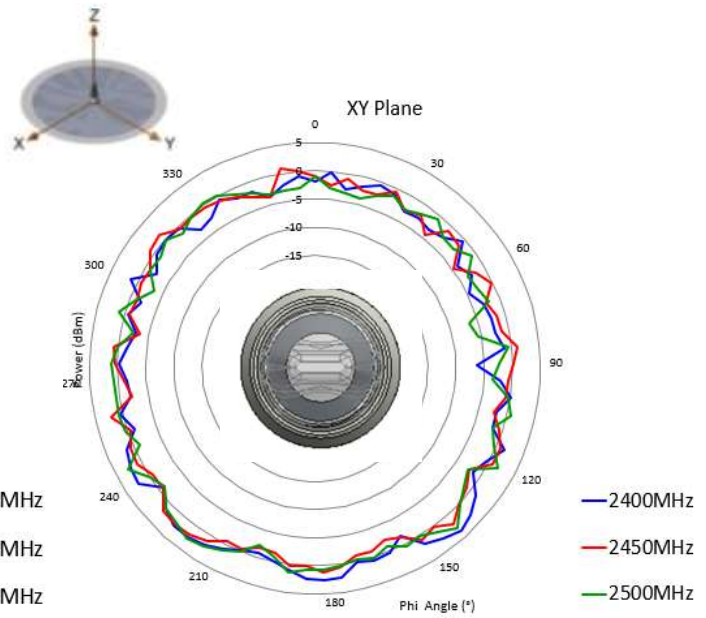 Z
X
Y
XY Plane
0
5
0
-5
-10
-15
30
60
90
120
150
180
210
240
270
300
330
Power (dBm)
Phi Angle (°)
MHz
MHz
MHz
2400MHz
2450MHz
2500MHz